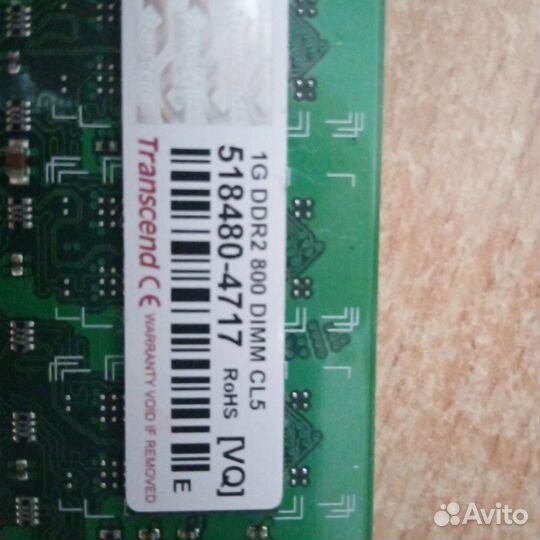 1G DDR2 800 DIMM CL5
518480-4717 RoHS [VQ]
E
Transcend CE WARRANTY VOID IF REMOVED
Avito